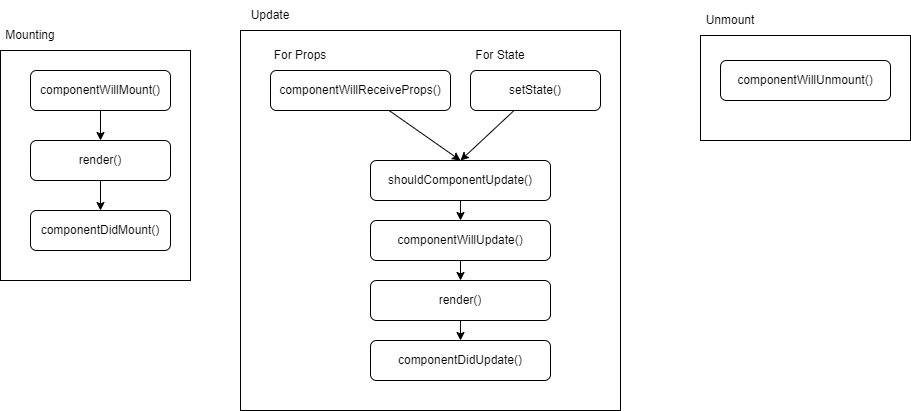 Mounting
componentWillMount()
render()
componentDidMount()
Update
For Props
For State
componentWillReceiveProps()
setState()
shouldComponentUpdate()
componentWillUpdate()
render()
componentDidUpdate()
Unmount
componentWillUnmount()